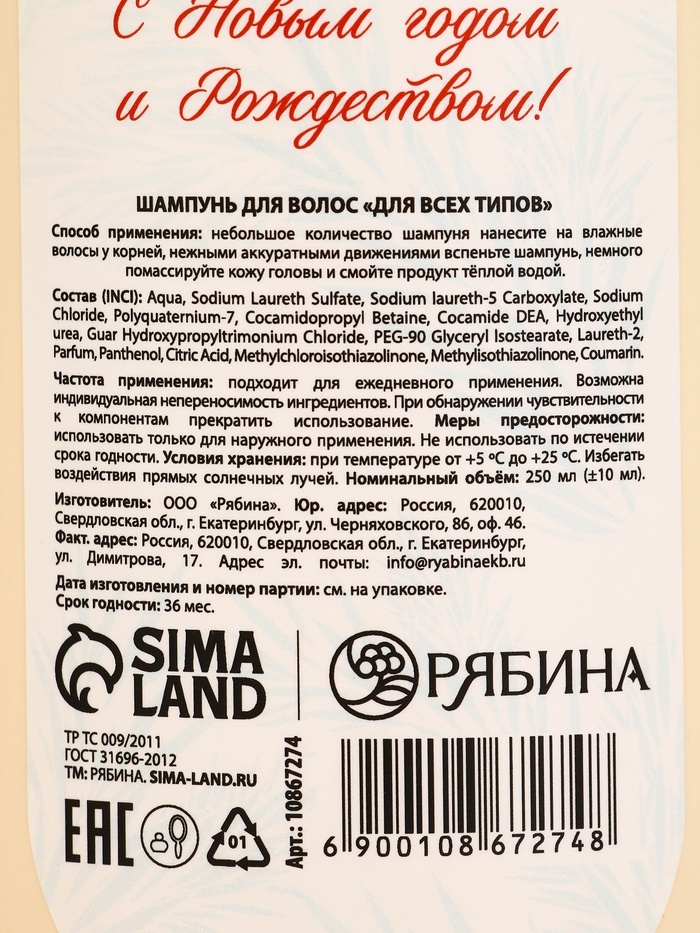 С Новым годом
и Рождеством!
ШАМПУНЬ ДЛЯ ВОЛОС «ДЛЯ ВСЕХ ТИПОВ»
Способ применения: небольшое количество шампуня нанесите на влажные
волосы у корней, нежными аккуратными движениями вспеньте шампунь, немного
помассируйте кожу головы и смойте продукт тёплой водой.
Состав (INCI): Aqua, Sodium Laureth Sulfate, Sodium laureth-5 Carboxylate, Sodium
Chloride, Polyquaternium-7, Cocamidopropyl Betaine, Cocamide DEA, Hydroxyethyl
urea, Guar Hydroxypropyltrimonium Chloride, PEG-90 Glyceryl Isostearate, Laureth-2,
Parfum, Panthenol, Citric Acid, Methylchloroisothiazolinone, Methylisothiazolinone, Coumarin.
Частота применения: подходит для ежедневного применения. Возможна
индивидуальная непереносимость ингредиентов. При обнаружении чувствительности
к компонентам прекратить использование. Меры предосторожности:
использовать только для наружного применения. Не использовать по истечении
срока годности. Условия хранения: при температуре от +5 ºС до +25 ºС. Избегать
воздействия прямых солнечных лучей. Номинальный объём: 250 мл (±10 мл).
Изготовитель: ООО «Рябина». Юр. адрес: Россия, 620010,
Свердловская обл., г. Екатеринбург, ул. Черняховского, 86, оф. 46.
Факт. адрес: Россия, 620010, Свердловская обл., г. Екатеринбург,
ул. Димитрова, 17. Адрес эл. почты: info@ryabinaekb.ru
Дата изготовления и номер партии: см. на упаковке.
Срок годности: 36 мес.
SIMA
LAND
РЯБИНА
ТР ТС 009/2011
ГОСТ 31696-2012
ТМ: РЯБИНА. SIMA-LAND.RU
EAC
01
Арт.: 10867274
6 900108 672748